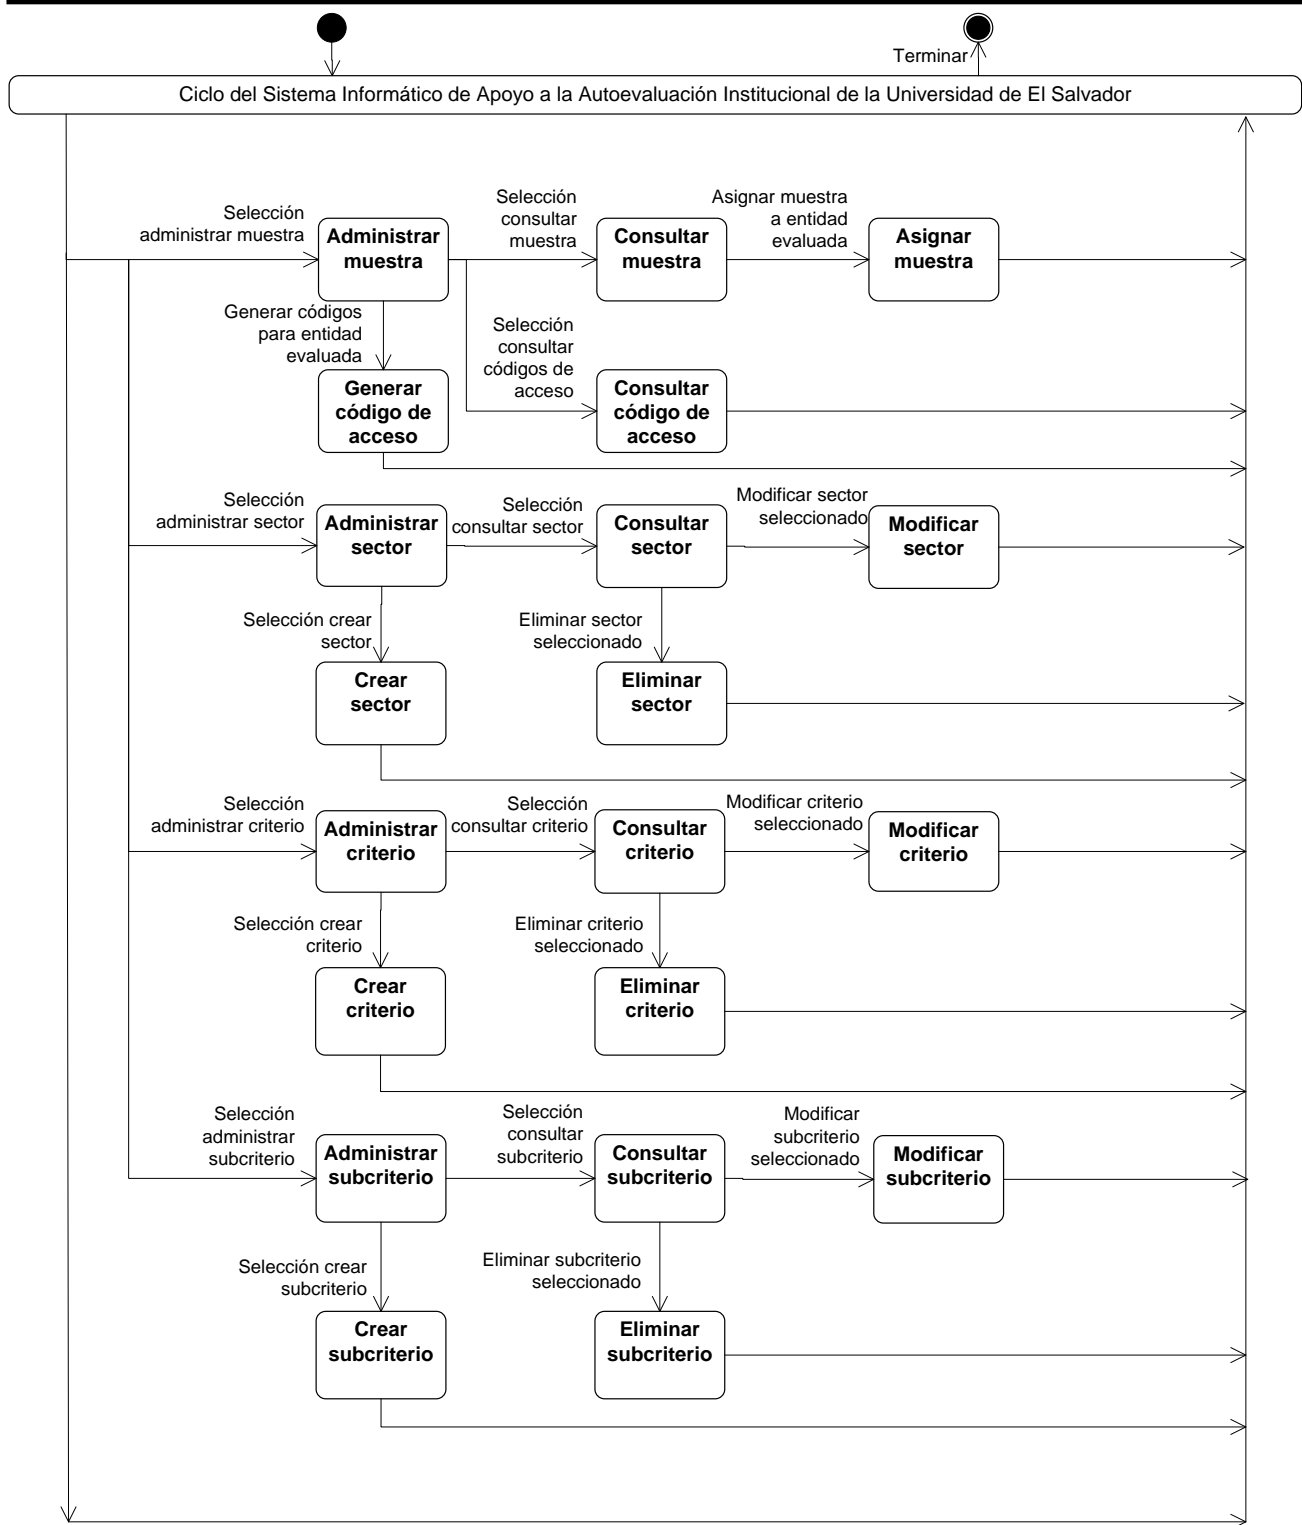 Terminar
Ciclo del Sistema Informático de Apoyo a la Autoevaluación Institucional de la Universidad de El Salvador
Selección
administrar muestra
Administrar
muestra
Selección
consultar
muestra
Consultar
muestra
Asignar muestra
a entidad
evaluada
Asignar
muestra
Generar códigos
para entidad
evaluada
Generar
código de
acceso
Selección
consultar
códigos de
acceso
Consultar
código de
acceso
Selección
administrar sector
Administrar
sector
Selección
consultar sector
Consultar
sector
Modificar sector
seleccionado
Modificar
sector
Selección crear
sector
Crear
sector
Eliminar sector
seleccionado
Eliminar
sector
Selección
administrar criterio
Administrar
criterio
Selección
consultar criterio
Consultar
criterio
Modificar criterio
seleccionado
Modificar
criterio
Selección crear
criterio
Crear
criterio
Eliminar criterio
seleccionado
Eliminar
criterio
Selección
administrar
subcriterio
Administrar
subcriterio
Selección
consultar
subcriterio
Consultar
subcriterio
Modificar
subcriterio
seleccionado
Modificar
subcriterio
Selección crear
subcriterio
Crear
subcriterio
Eliminar subcriterio
seleccionado
Eliminar
subcriterio